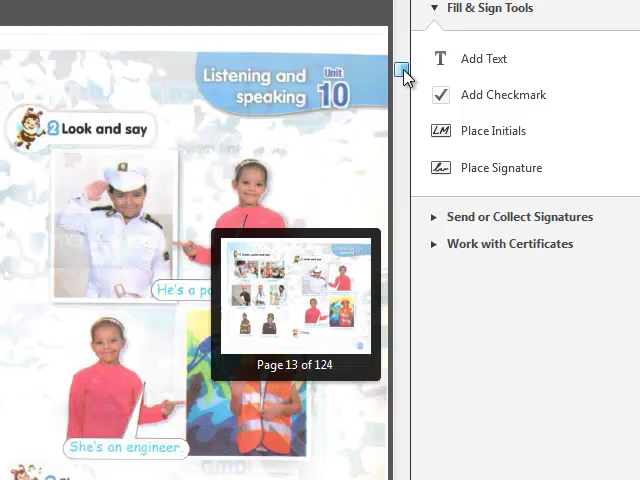 Fill & Sign Tools
Add Text
Add Checkmark
Place Initials
Place Signature
Send or Collect Signatures
Work with Certificates
Listening and
speaking
Unit
10
2 Look and say
He's a po
She's an engineer.
Page 13 of 124